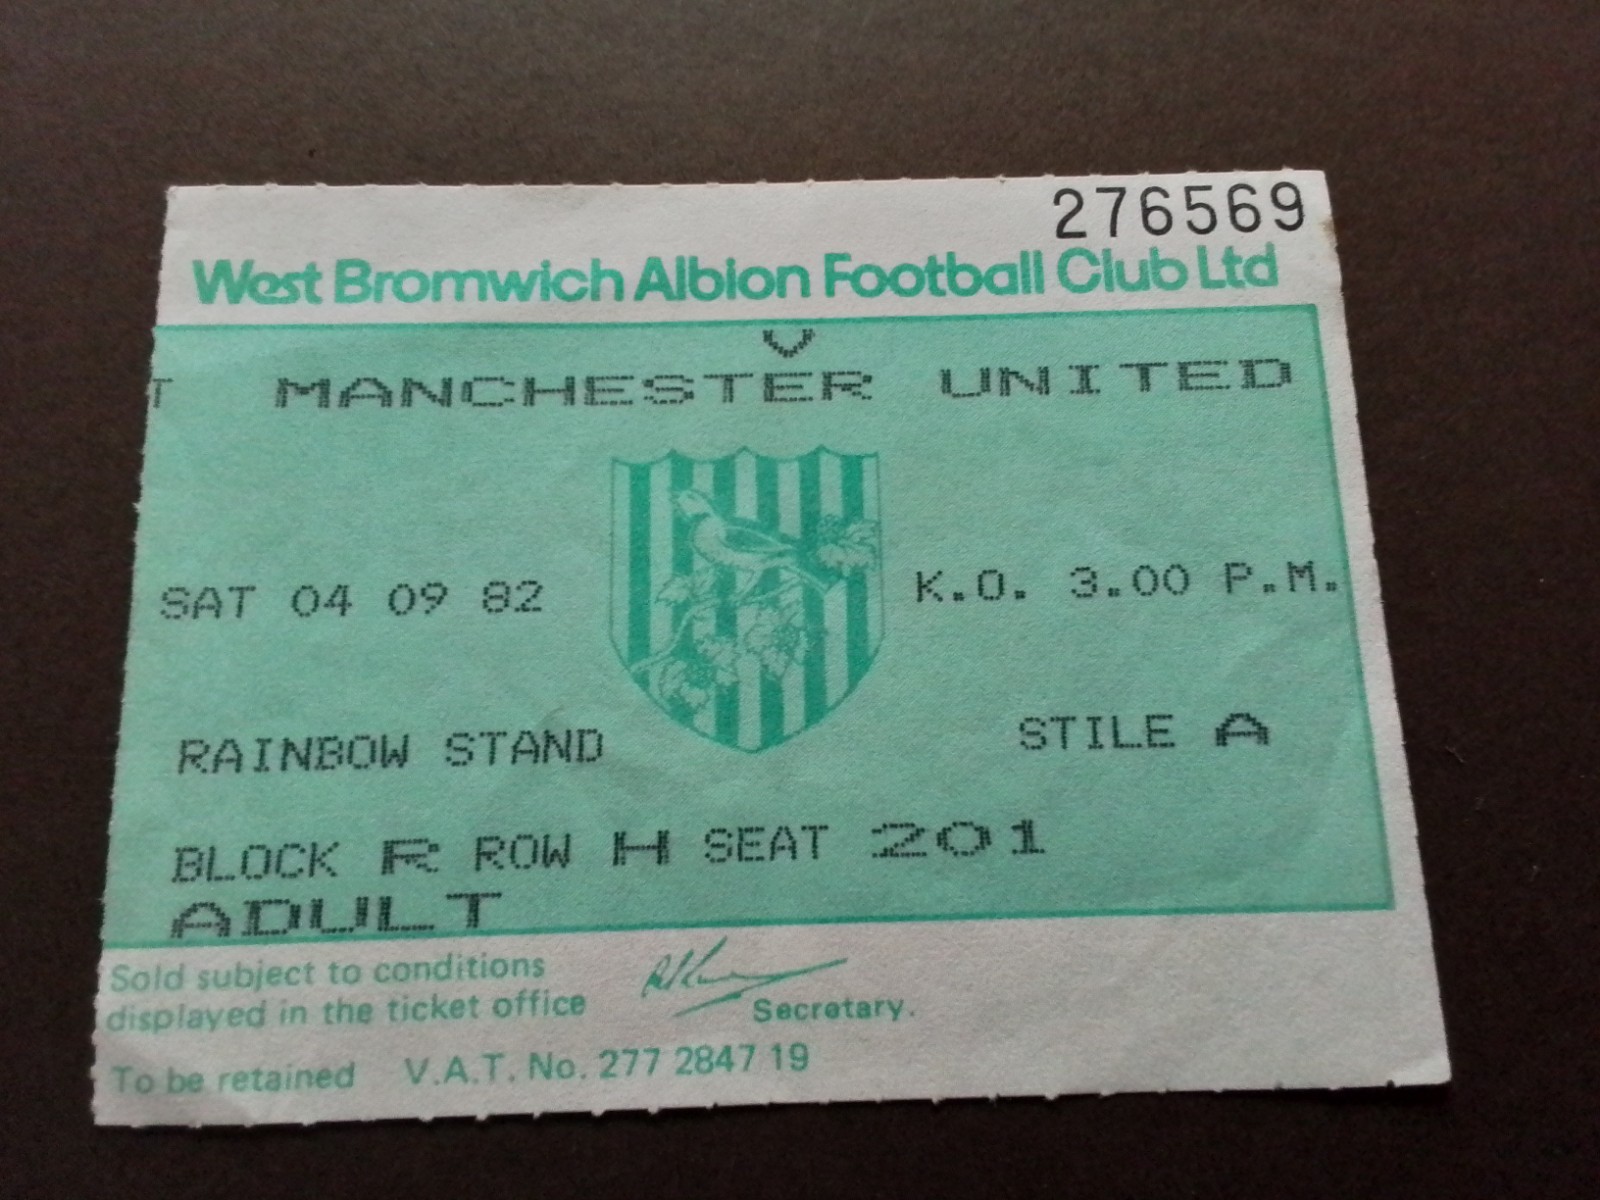 276569
West Bromwich Albion Football Club Ltd
V
T MANCHESTER UNITED
SAT 04 09 82 K.O. 3.00 P.M.
RAINBOW STAND STILE A
BLOCK R ROW H SEAT 201
ADULT
Sold subject to conditions
displayed in the ticket office
Secretary.
To be retained V.A.T. No. 277 2847 19